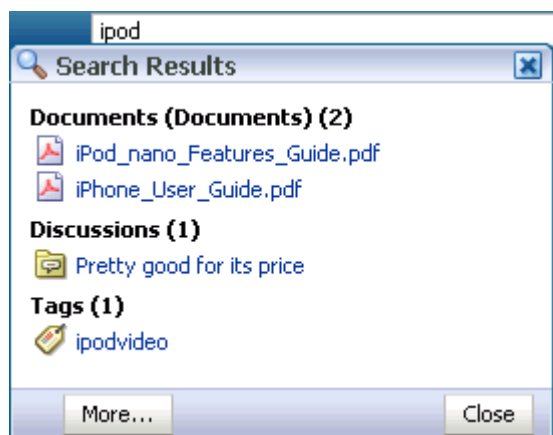 ipod
Search Results
Documents (Documents) (2)
iPod_nano_Features_Guide.pdf
iPhone_User_Guide.pdf
Discussions (1)
Pretty good for its price
Tags (1)
ipodvideo
More... Close